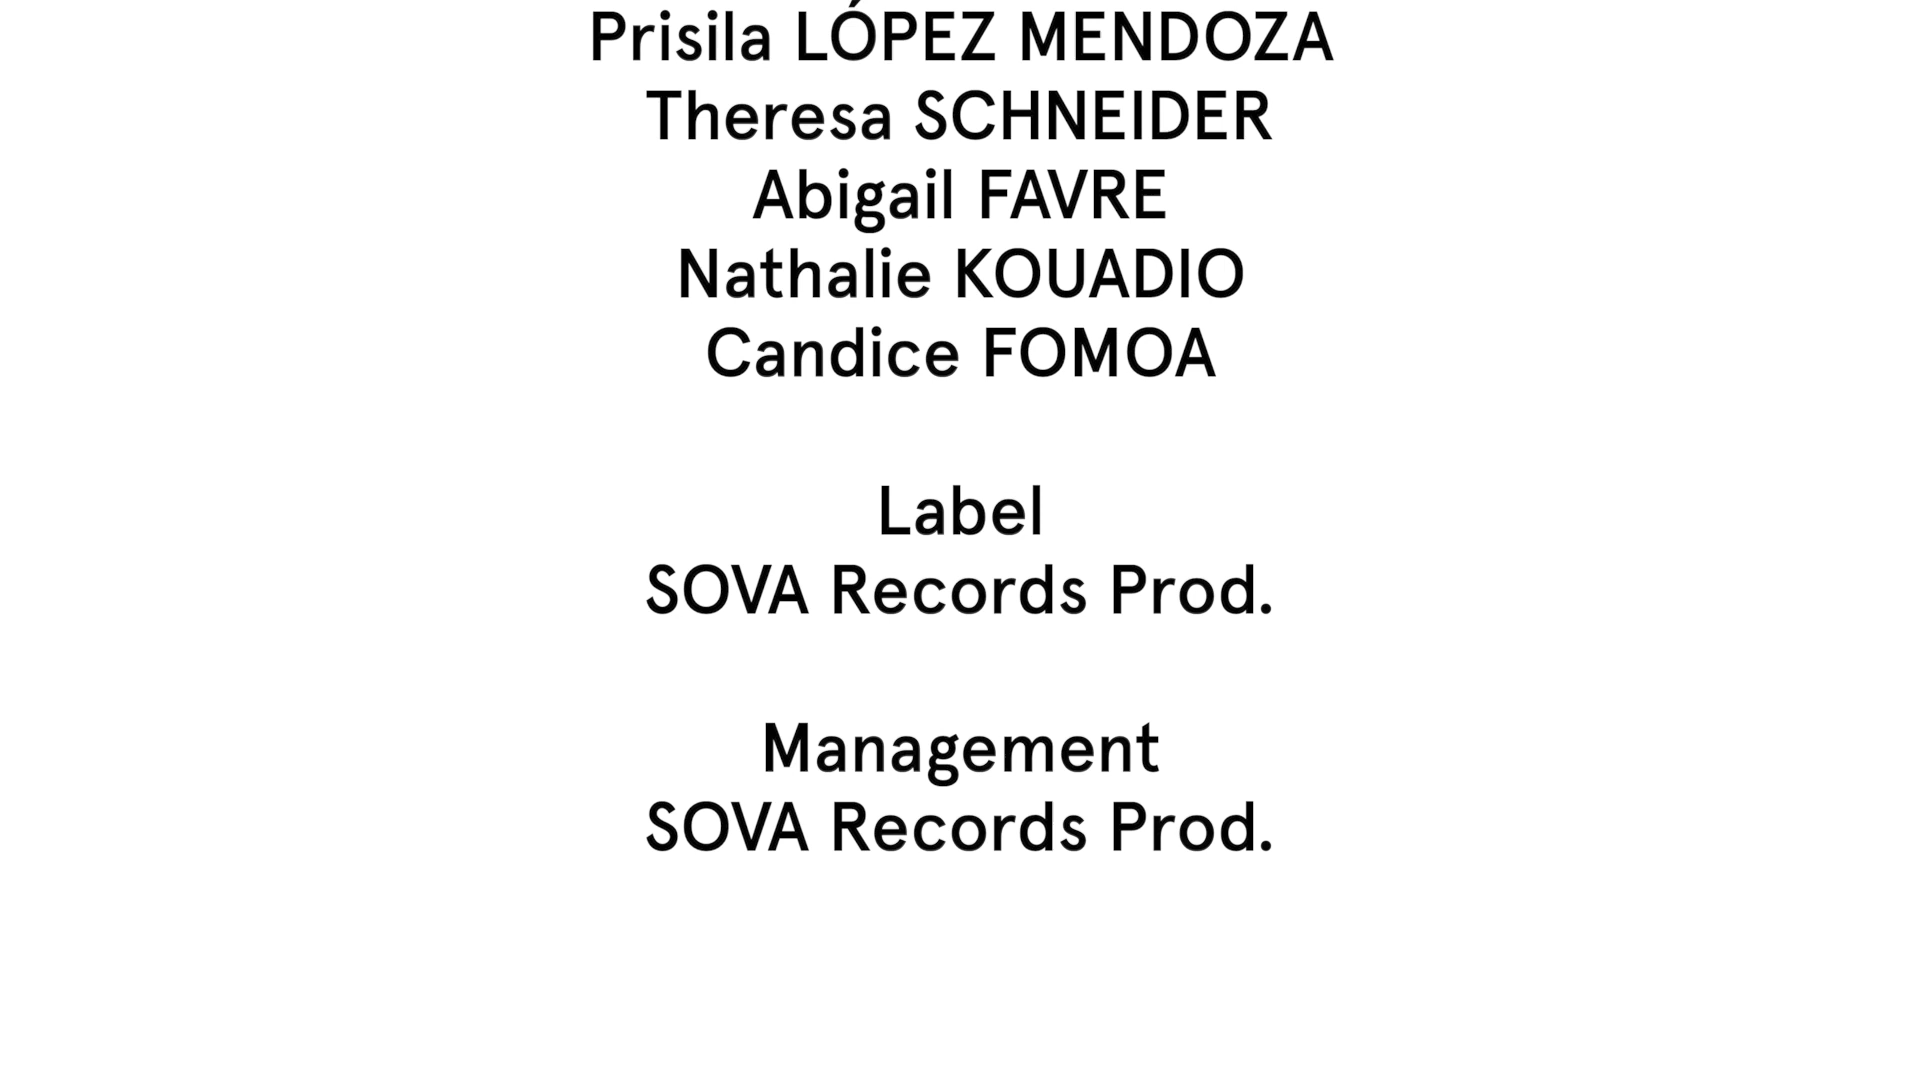 Prisila LÓPEZ MENDOZA
Theresa SCHNEIDER
Abigail FAVRE
Nathalie KOUADIO
Candice FOMOA
Label
SOVA Records Prod.
Management
SOVA Records Prod.